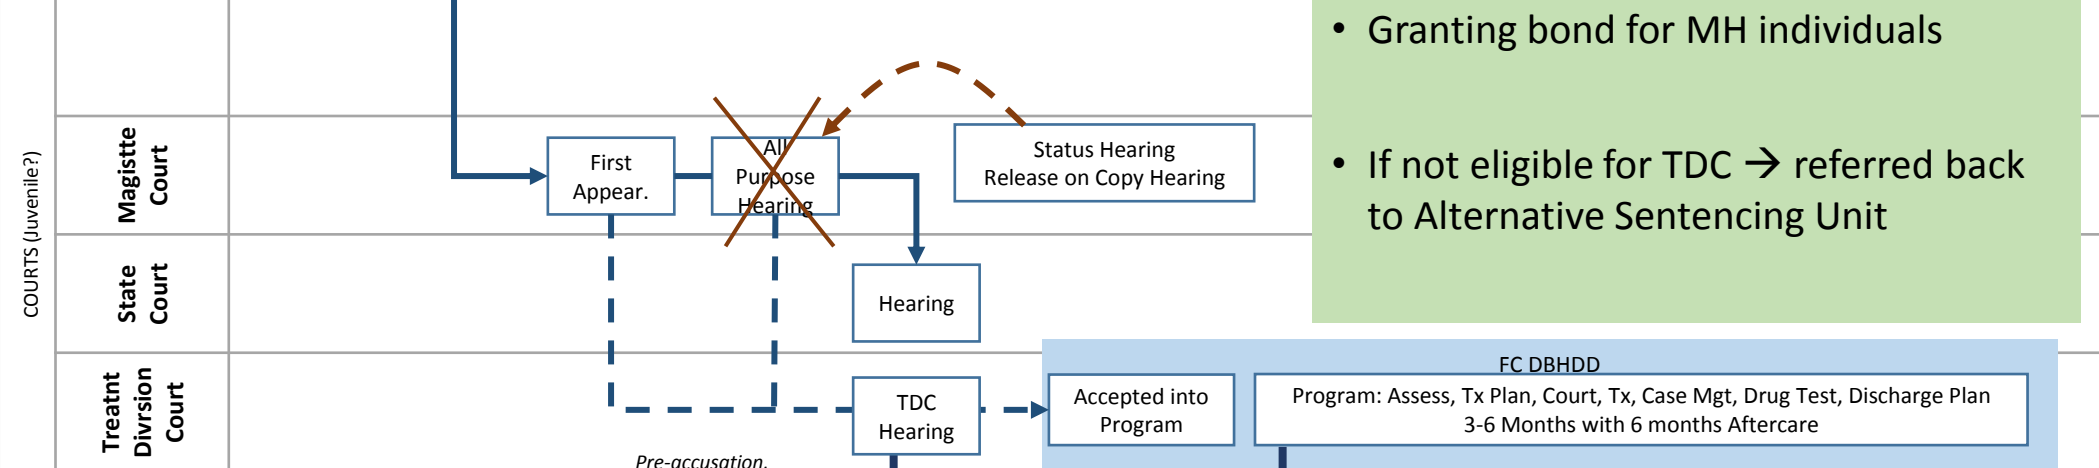 • Granting bond for MH individuals
• If not eligible for TDC → referred back
to Alternative Sentencing Unit
COURTS (Juvenile?)
Magistte
Court
First
Appear.
All
Purpose
Hearing
Status Hearing
Release on Copy Hearing
State
Court
Hearing
Treatnt
Divrsion
Court
TDC
Hearing
FC DBHDD
Accepted into
Program
Program: Assess, Tx Plan, Court, Tx, Case Mgt, Drug Test, Discharge Plan
3-6 Months with 6 months Aftercare
Pre-accusation.